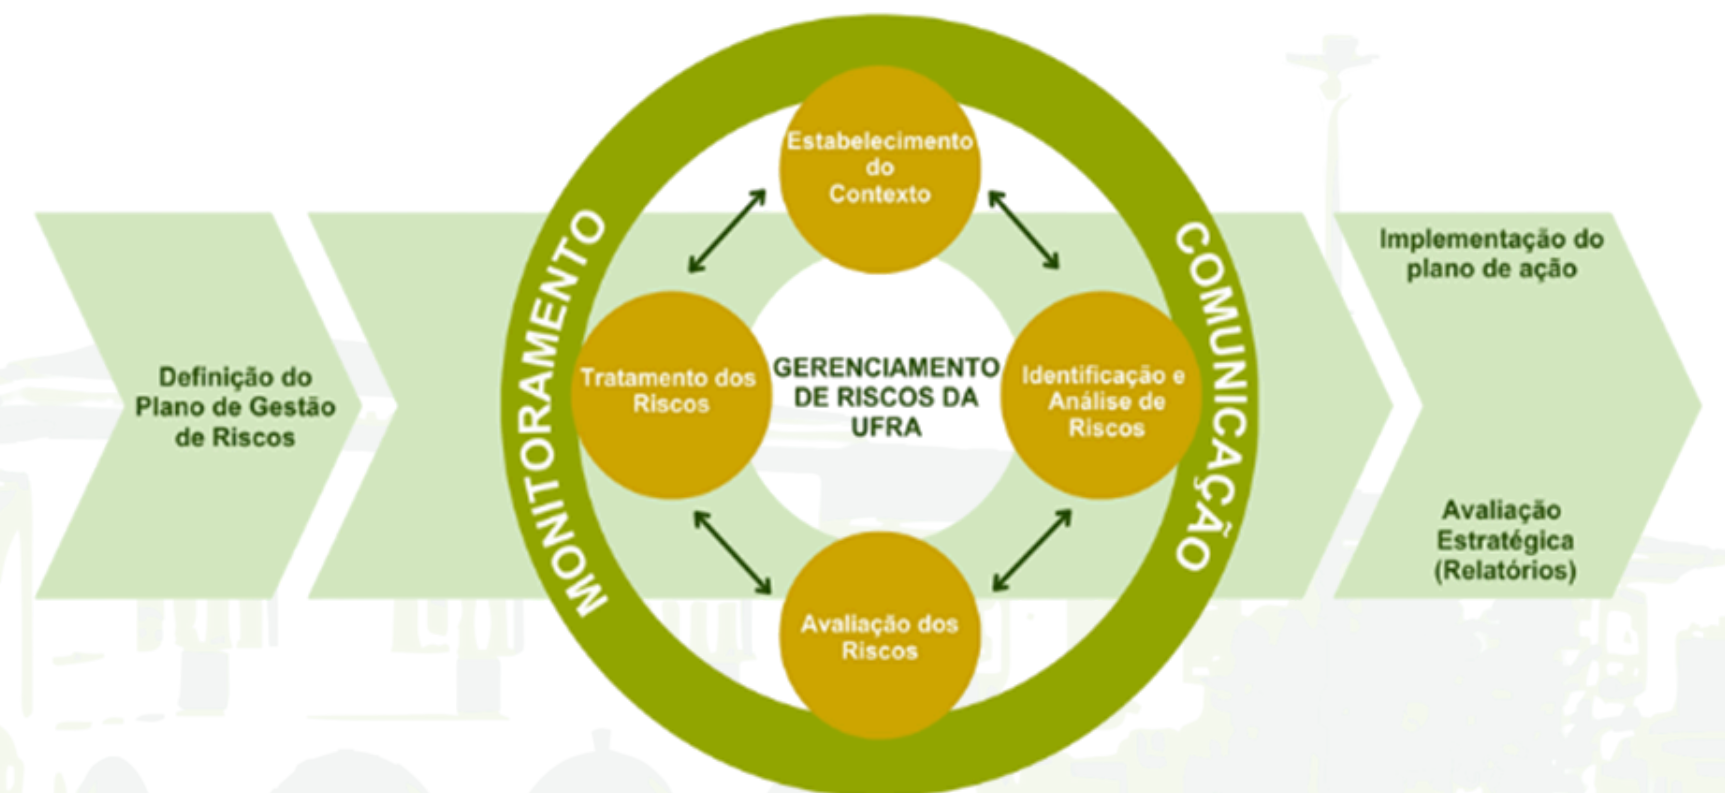 Definição do
Plano de Gestão
de Riscos
MONITORAMENTO
Estabelecimento
do
Contexto
Tratamento dos
Riscos
GERENCIAMENTO
DE RISCOS DA
UFRA
Identificação e
Análise de
Riscos
Avaliação dos
Riscos
COMUNICAÇÃO
Implementação do
plano de ação
Avaliação
Estratégica
(Relatórios)